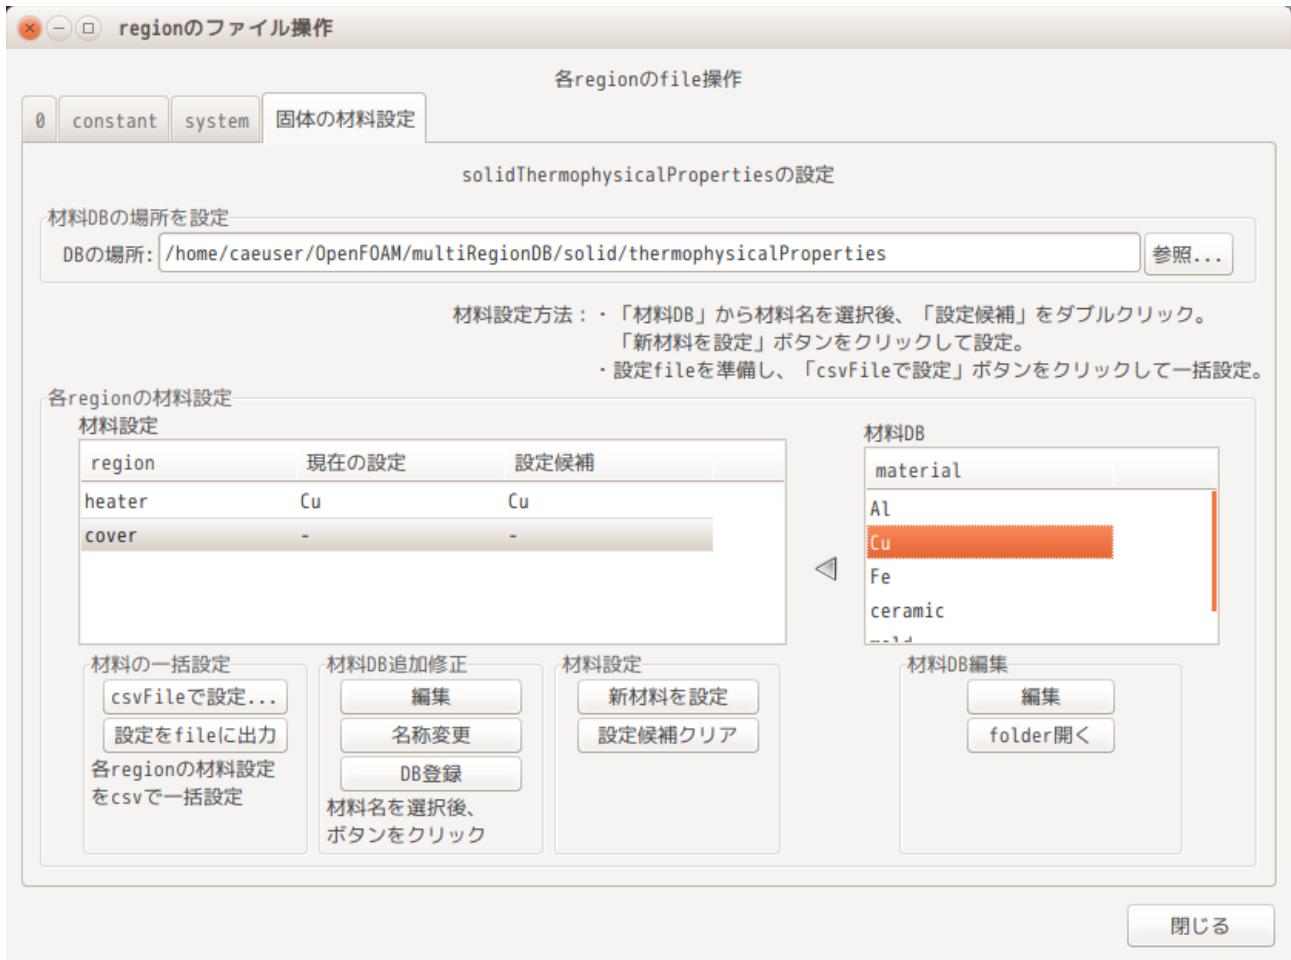 regionのファイル操作
各regionのfile操作
0 constant system 固体の材料設定
solidThermophysicalPropertiesの設定
材料DBの場所を設定
DBの場所: /home/caeuser/OpenFOAM/multiRegionDB/solid/thermophysicalProperties 参照...
材料設定方法：・「材料DB」から材料名を選択後、「設定候補」をダブルクリック。
「新材料を設定」ボタンをクリックして設定。
・設定fileを準備し、「csvFileで設定」ボタンをクリックして一括設定。
各regionの材料設定
材料設定
region 現在の設定 設定候補
heater Cu Cu
cover - -
材料DB
material
Al
Cu
Fe
ceramic
材料の一括設定
csvFileで設定...
設定をfileに出力
各regionの材料設定
をcsvで一括設定
材料DB追加修正
編集
名称変更
DB登録
材料名を選択後、
ボタンをクリック
材料設定
新材料を設定
設定候補クリア
材料DB編集
編集
folder開く
閉じる